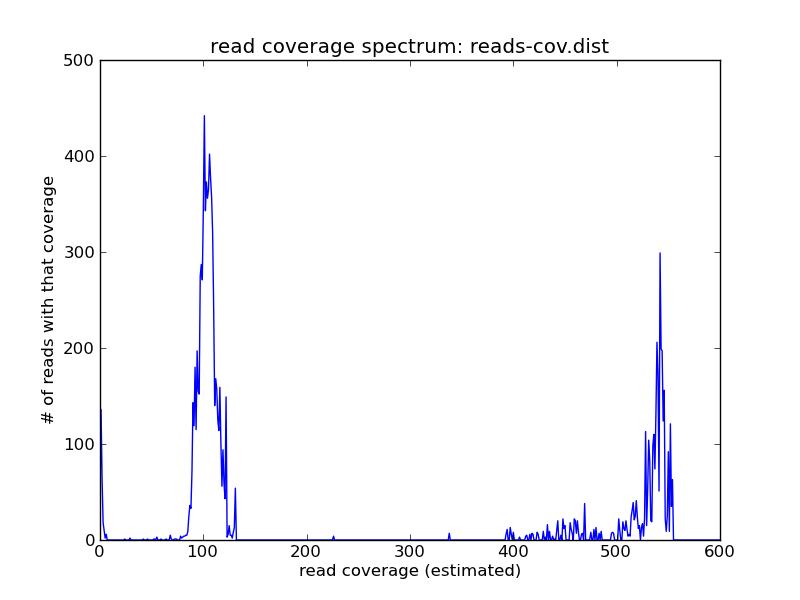 read coverage spectrum: reads-cov.dist
500
400
300
200
100
0
# of reads with that coverage
0 100 200 300 400 500 600
read coverage (estimated)